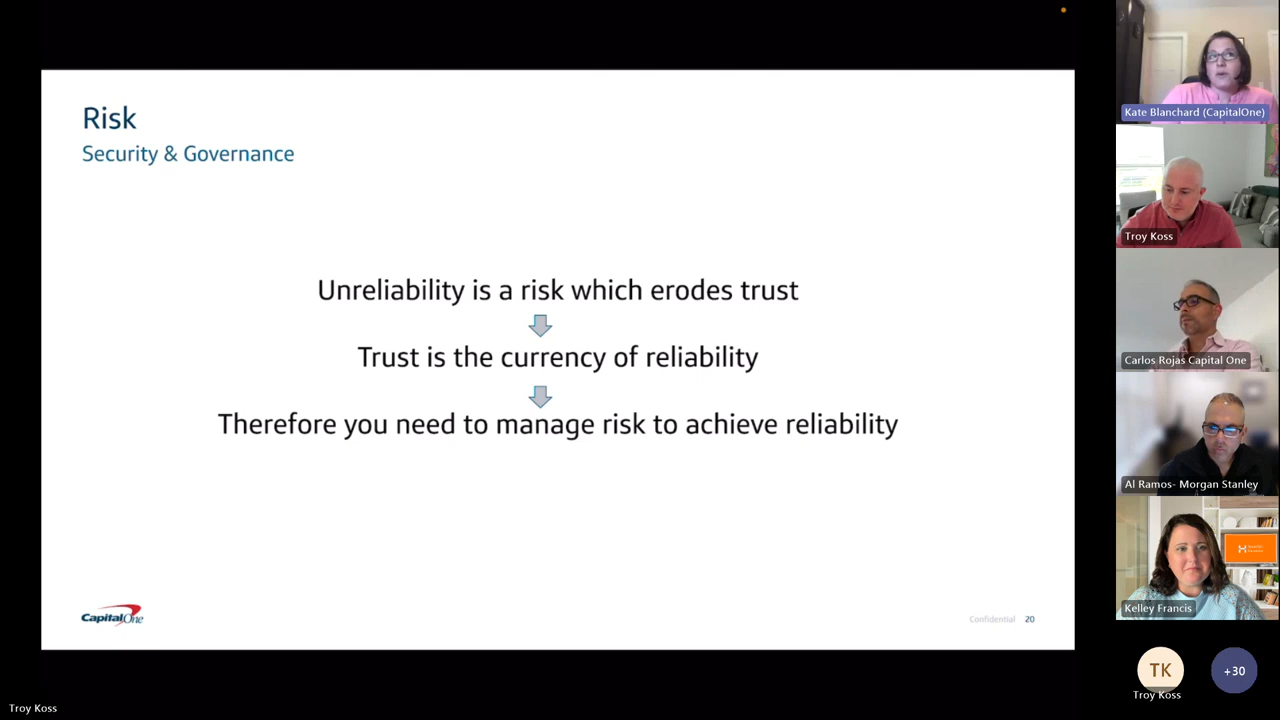 Risk
Security & Governance
Unreliability is a risk which erodes trust
Trust is the currency of reliability
Therefore you need to manage risk to achieve reliability
CapitalOne
Confidential 20
Kate Blanchard (CapitalOne)
Troy Koss
Carlos Rojas Capital One
Al Ramos- Morgan Stanley
Kelley Francis
TK
+30
Troy Koss
Troy Koss